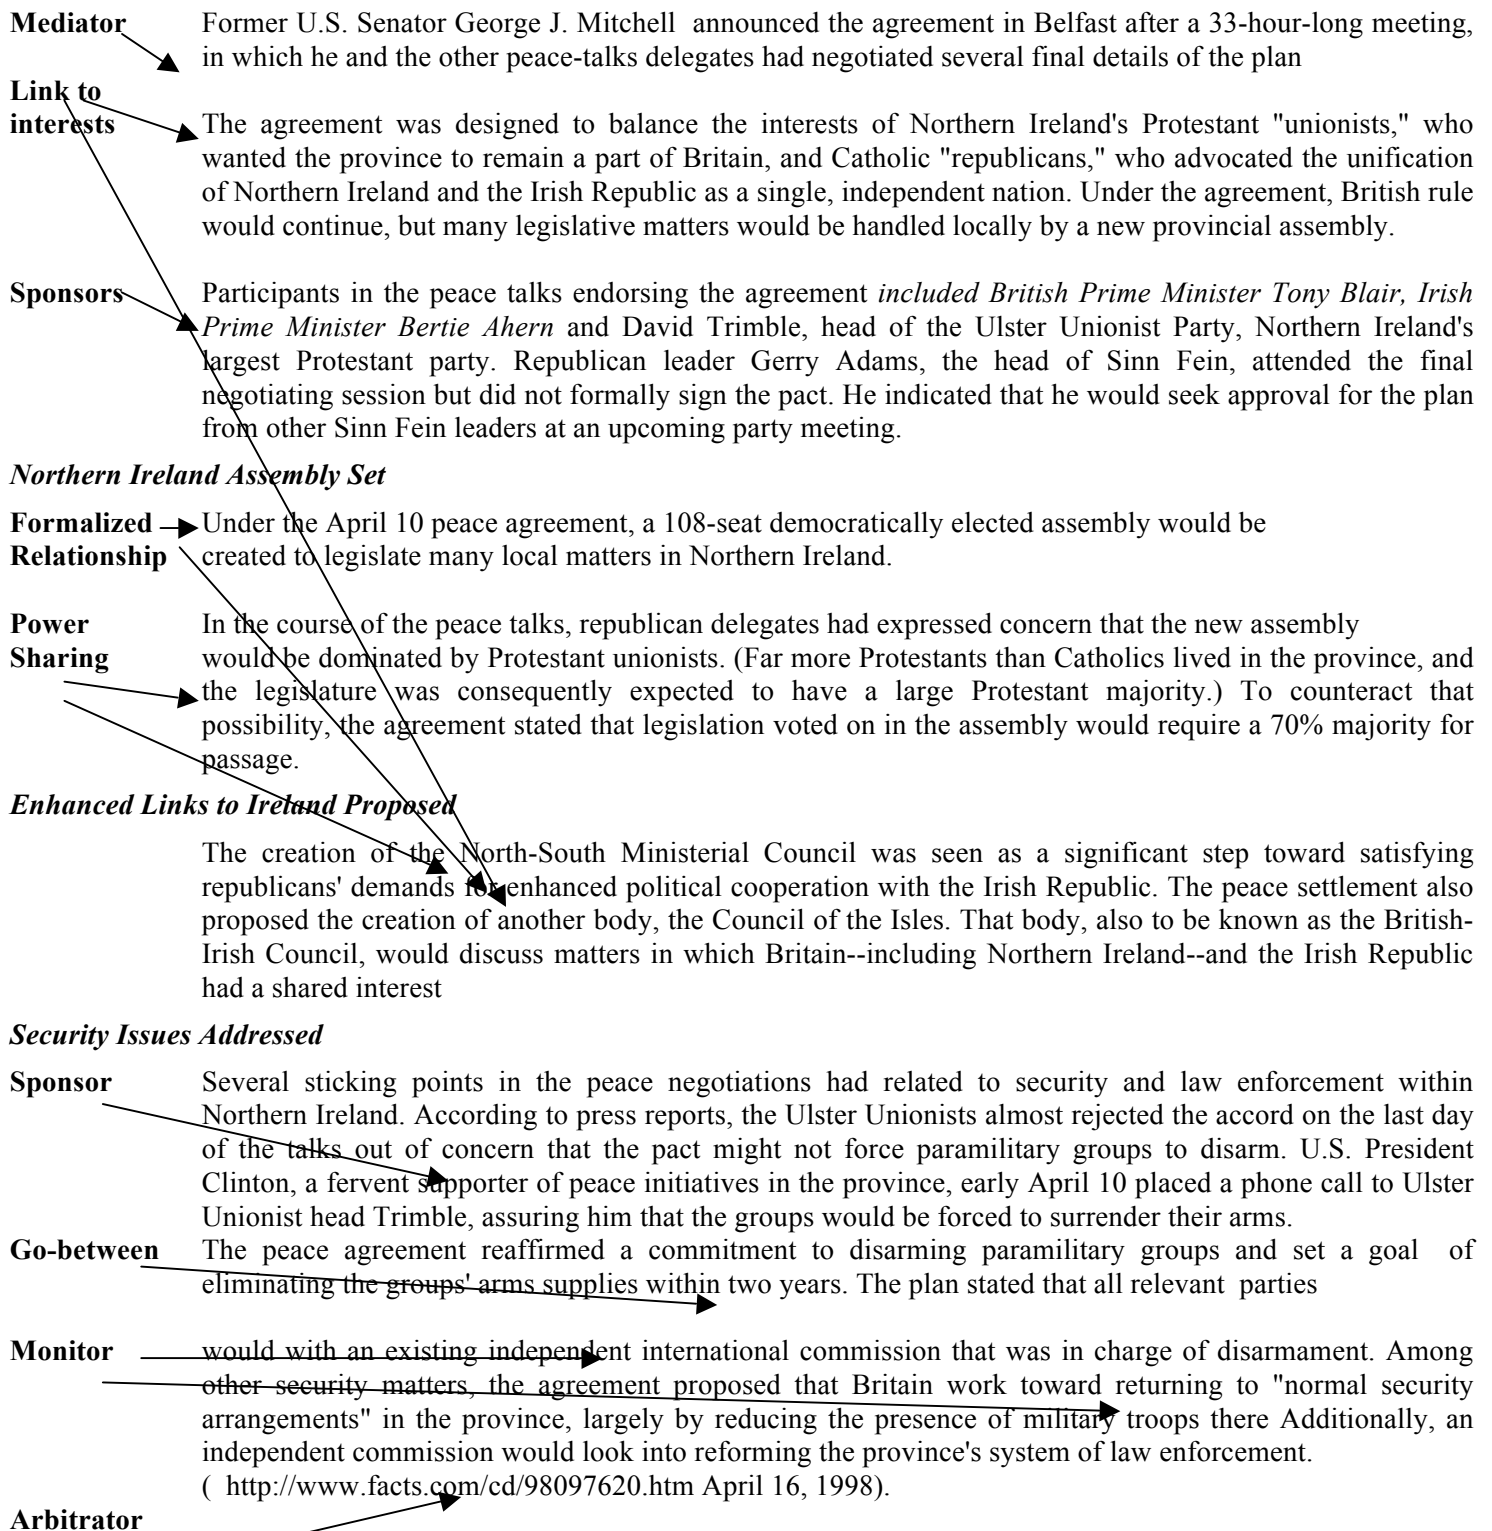 Mediator Former U.S. Senator George J. Mitchell announced the agreement in Belfast after a 33-hour-long meeting,
in which he and the other peace-talks delegates had negotiated several final details of the plan
Link to
interests The agreement was designed to balance the interests of Northern Ireland's Protestant "unionists," who
wanted the province to remain a part of Britain, and Catholic "republicans," who advocated the unification
of Northern Ireland and the Irish Republic as a single, independent nation. Under the agreement, British rule
would continue, but many legislative matters would be handled locally by a new provincial assembly.
Sponsors Participants in the peace talks endorsing the agreement included British Prime Minister Tony Blair, Irish
Prime Minister Bertie Ahern and David Trimble, head of the Ulster Unionist Party, Northern Ireland's
largest Protestant party. Republican leader Gerry Adams, the head of Sinn Fein, attended the final
negotiating session but did not formally sign the pact. He indicated that he would seek approval for the plan
from other Sinn Fein leaders at an upcoming party meeting.
Northern Ireland Assembly Set
Formalized Under the April 10 peace agreement, a 108-seat democratically elected assembly would be
Relationship created to legislate many local matters in Northern Ireland.
Power In the course of the peace talks, republican delegates had expressed concern that the new assembly
Sharing would be dominated by Protestant unionists. (Far more Protestants than Catholics lived in the province, and
the legislature was consequently expected to have a large Protestant majority.) To counteract that
possibility, the agreement stated that legislation voted on in the assembly would require a 70% majority for
passage.
Enhanced Links to Ireland Proposed
The creation of the North-South Ministerial Council was seen as a significant step toward satisfying
republicans' demands for enhanced political cooperation with the Irish Republic. The peace settlement also
proposed the creation of another body, the Council of the Isles. That body, also to be known as the British-
Irish Council, would discuss matters in which Britain--including Northern Ireland--and the Irish Republic
had a shared interest
Security Issues Addressed
Sponsor Several sticking points in the peace negotiations had related to security and law enforcement within
Northern Ireland. According to press reports, the Ulster Unionists almost rejected the accord on the last day
of the talks out of concern that the pact might not force paramilitary groups to disarm. U.S. President
Clinton, a fervent supporter of peace initiatives in the province, early April 10 placed a phone call to Ulster
Unionist head Trimble, assuring him that the groups would be forced to surrender their arms.
Go-between The peace agreement reaffirmed a commitment to disarming paramilitary groups and set a goal of
eliminating the groups' arms supplies within two years. The plan stated that all relevant parties
Monitor would with an existing independent international commission that was in charge of disarmament. Among
other security matters, the agreement proposed that Britain work toward returning to "normal security
arrangements" in the province, largely by reducing the presence of military troops there Additionally, an
independent commission would look into reforming the province's system of law enforcement.
( http://www.facts.com/cd/98097620.htm April 16, 1998).
Arbitrator